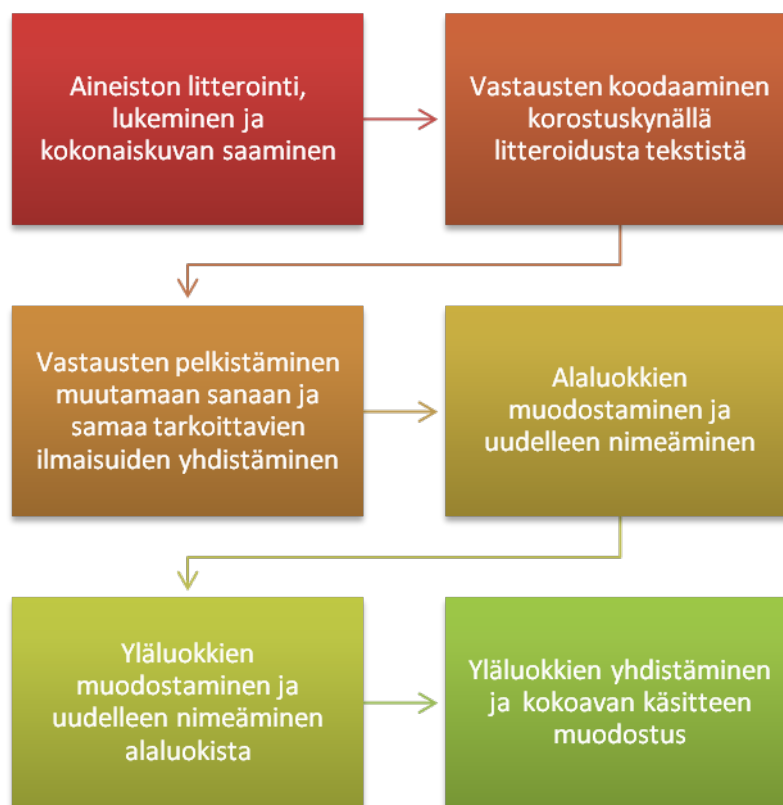 Aineiston litterointi,
lukeminen ja
kokonaiskuvan saaminen
Vastausten koodaaminen
korostuskynällä
litteroidusta tekstistä
Vastausten pelkistäminen
muutamaan sanaan ja
samaa tarkoittavien
ilmaisuiden yhdistäminen
Alaluokkien
muodostaminen ja
uudelleen nimeäminen
Yläluokkien
muodostaminen ja
uudelleen nimeäminen
alaluokista
Yläluokkien yhdistäminen
ja kokoavan käsitteen
muodostus